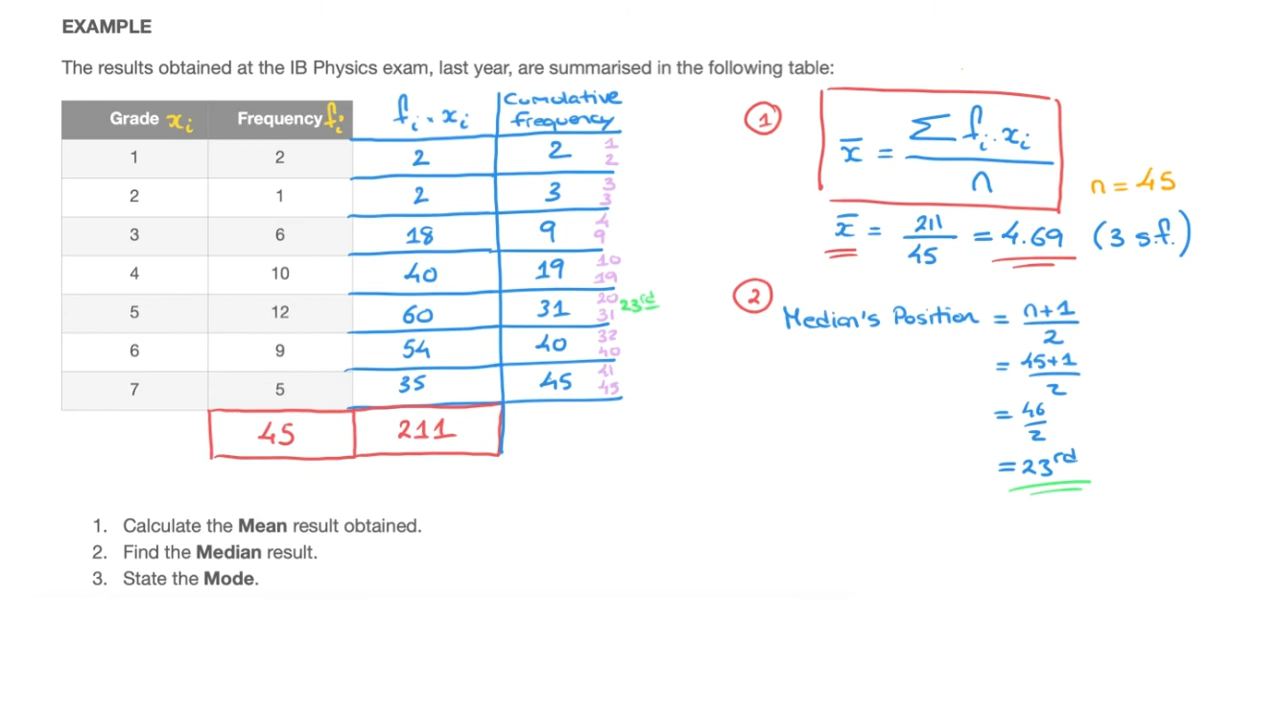 EXAMPLE
The results obtained at the IB Physics exam, last year, are summarised in the following table:
Grade xᵢ Frequency fᵢ fᵢ · xᵢ Cumulative frequency
1 2 2 2 1 2
2 1 2 3 3 3
3 6 18 9 4 9
4 10 40 19 10 19
5 12 60 31 20 31 23rd
6 9 54 40 32 40
7 5 35 45 41 45
45 211
1. Calculate the Mean result obtained.
2. Find the Median result.
3. State the Mode.
1
x̄ = Σ fᵢ · xᵢ / n
n = 45
x̄ = 211 / 45 = 4.69 (3 s.f.)
2
Median's Position = n+1 / 2
= 45+1 / 2
= 46 / 2
= 23rd